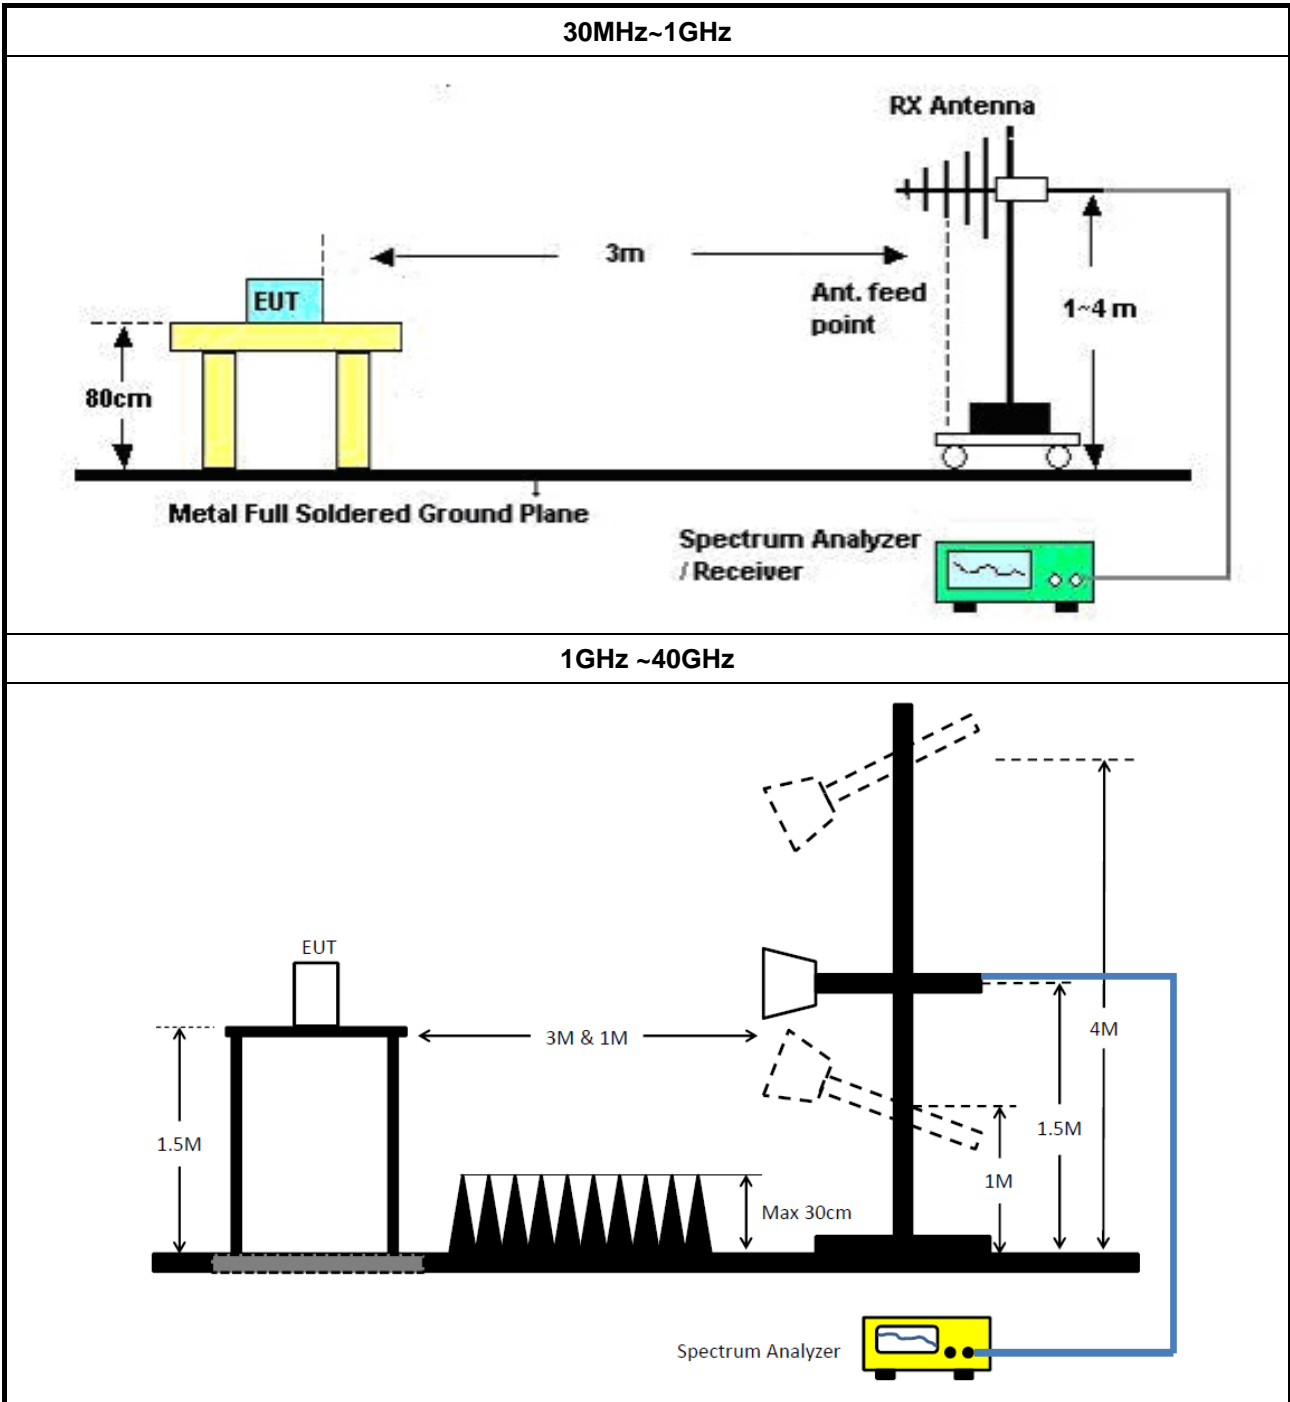 30MHz~1GHz
RX Antenna
3m
EUT
Ant. feed
point
1~4 m
80cm
Metal Full Soldered Ground Plane
Spectrum Analyzer
/ Receiver
1GHz ~40GHz
EUT
3M & 1M
4M
1.5M
1.5M
1M
Max 30cm
Spectrum Analyzer